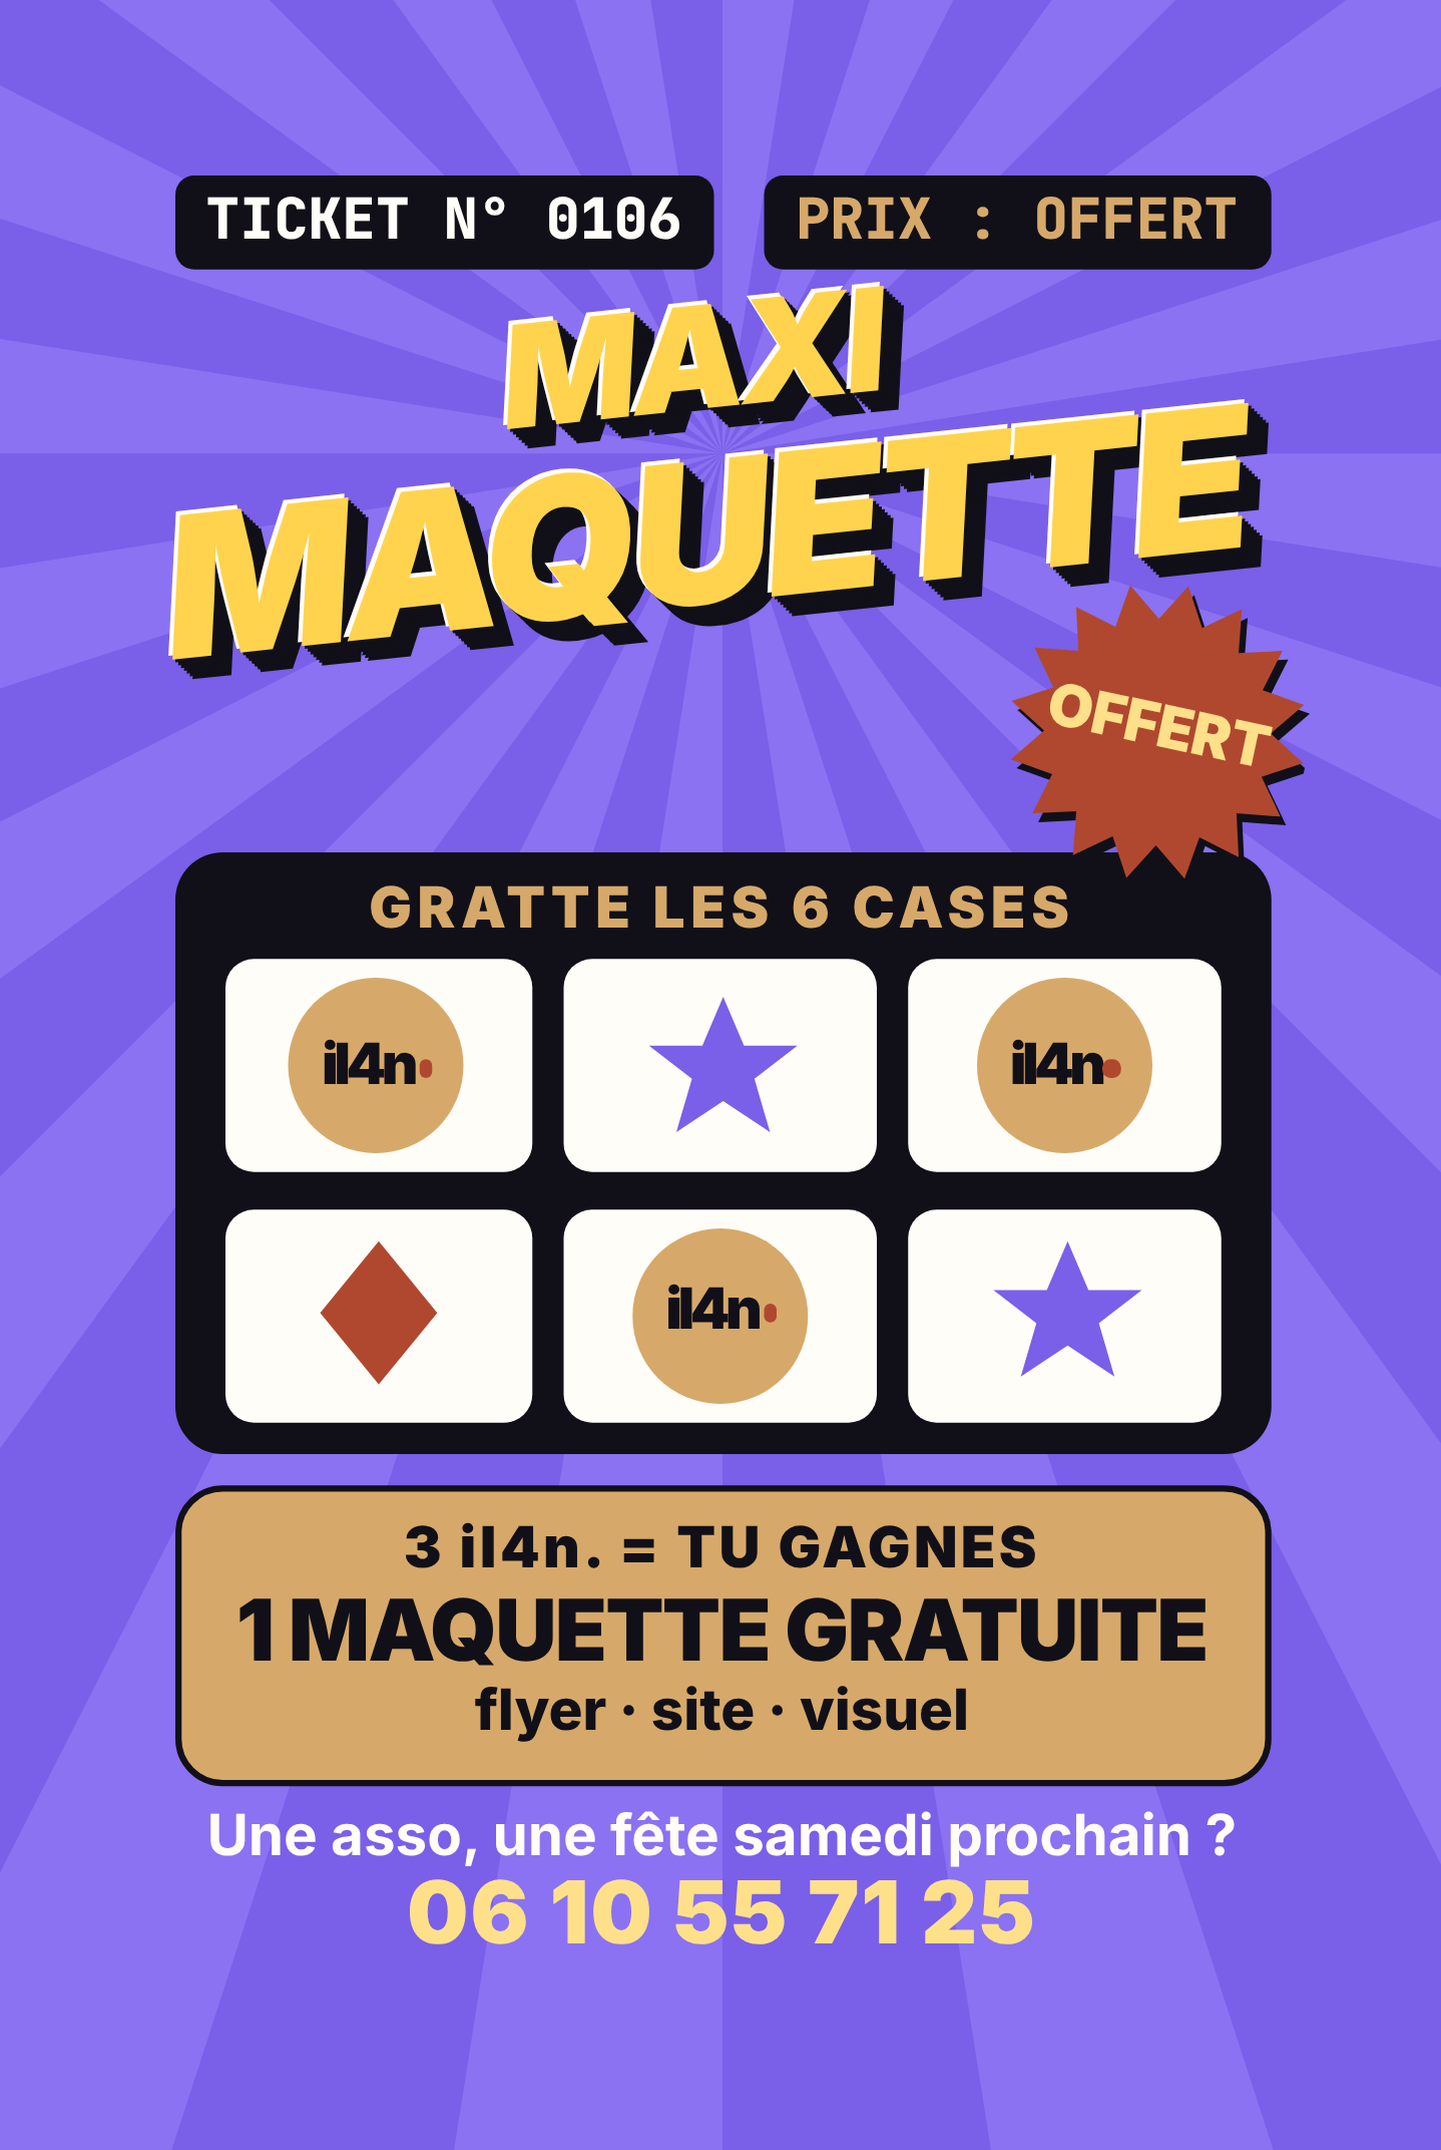 TICKET N° 0106
PRIX : OFFERT
MAXI
MAQUETTE
OFFERT
GRATTE LES 6 CASES
il4n.
il4n.
il4n.
3 il4n. = TU GAGNES
1 MAQUETTE GRATUITE
flyer · site · visuel
Une asso, une fête samedi prochain ?
06 10 55 71 25